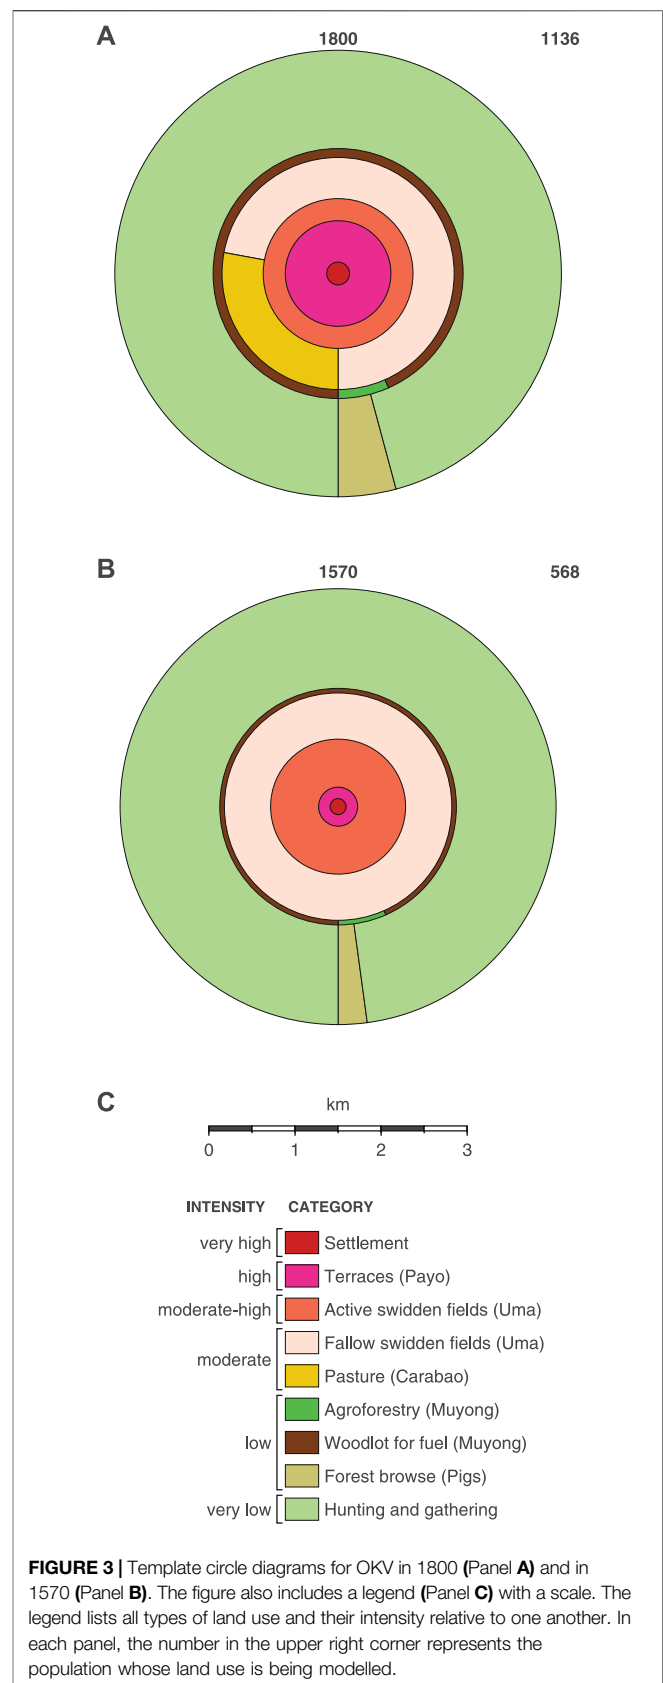 A
1800
1136
B
1570
568
C
km
0 1 2 3
INTENSITY CATEGORY
very high Settlement
high Terraces (Payo)
moderate-high Active swidden fields (Uma)
moderate Fallow swidden fields (Uma)
Pasture (Carabao)
Agroforestry (Muyong)
low Woodlot for fuel (Muyong)
Forest browse (Pigs)
very low Hunting and gathering
FIGURE 3 | Template circle diagrams for OKV in 1800 (Panel A) and in
1570 (Panel B). The figure also includes a legend (Panel C) with a scale. The
legend lists all types of land use and their intensity relative to one another. In
each panel, the number in the upper right corner represents the
population whose land use is being modelled.